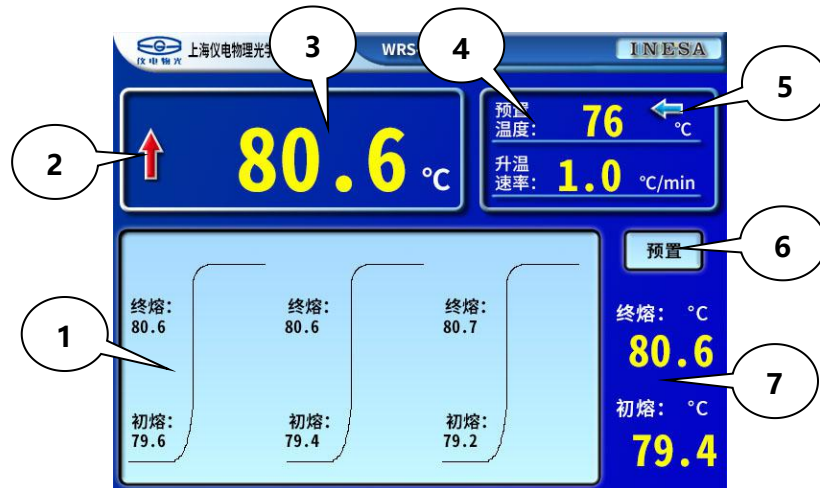 3
4
5
2
6
1
7
仪电物光
上海仪电物理光学
WRS
INESA
80.6 ℃
预置
温度: 76 ℃
升温
速率: 1.0 ℃/min
预置
终熔:
80.6
初熔:
79.6
终熔:
80.6
初熔:
79.4
终熔:
80.7
初熔:
79.2
终熔: ℃
80.6
初熔: ℃
79.4